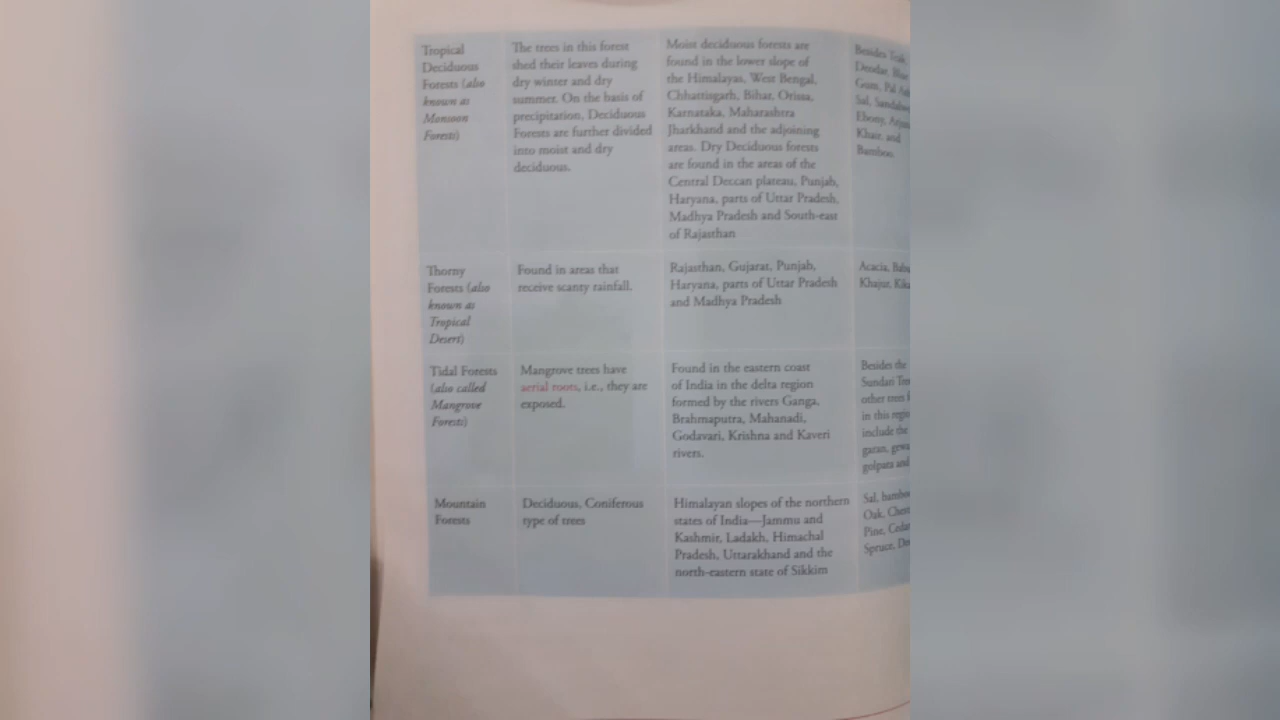 Tropical
Deciduous
Forests (also
known as
Monsoon
Forests)
The trees in this forest
shed their leaves during
dry winter and dry
summer. On the basis of
precipitation, Deciduous
Forests are further divided
into moist and dry
deciduous.
Moist deciduous forests are
found in the lower slope of
the Himalayas, West Bengal,
Chhattisgarh, Bihar, Orissa,
Karnataka, Maharashtra
Jharkhand and the adjoining
areas. Dry Deciduous forests
are found in the areas of the
Central Deccan plateau, Punjab,
Haryana, parts of Uttar Pradesh,
Madhya Pradesh and South-east
of Rajasthan
Besides Teak,
Deodar, Blue
Gum,
Sal,
Ebony,
Khair, and
Bamboo.
Thorny
Forests (also
known as
Tropical
Desert)
Found in areas that
receive scanty rainfall.
Rajasthan, Gujarat, Punjab,
Haryana, parts of Uttar Pradesh
and Madhya Pradesh
Acacia,
Khajur,
Tidal Forests
(also called
Mangrove
Forests)
Mangrove trees have
aerial roots, i.e., they are
exposed.
Found in the eastern coast
of India in the delta region
formed by the rivers Ganga,
Brahmaputra, Mahanadi,
Godavari, Krishna and Kaveri
rivers.
Besides the
Sundari
other trees
in this
include the
garan,
golpata and
Mountain
Forests
Deciduous, Coniferous
type of trees
Himalayan slopes of the northern
states of India—Jammu and
Kashmir, Ladakh, Himachal
Pradesh, Uttarakhand and the
north-eastern state of Sikkim
Sal,
Oak,
Pine,
Spruce,